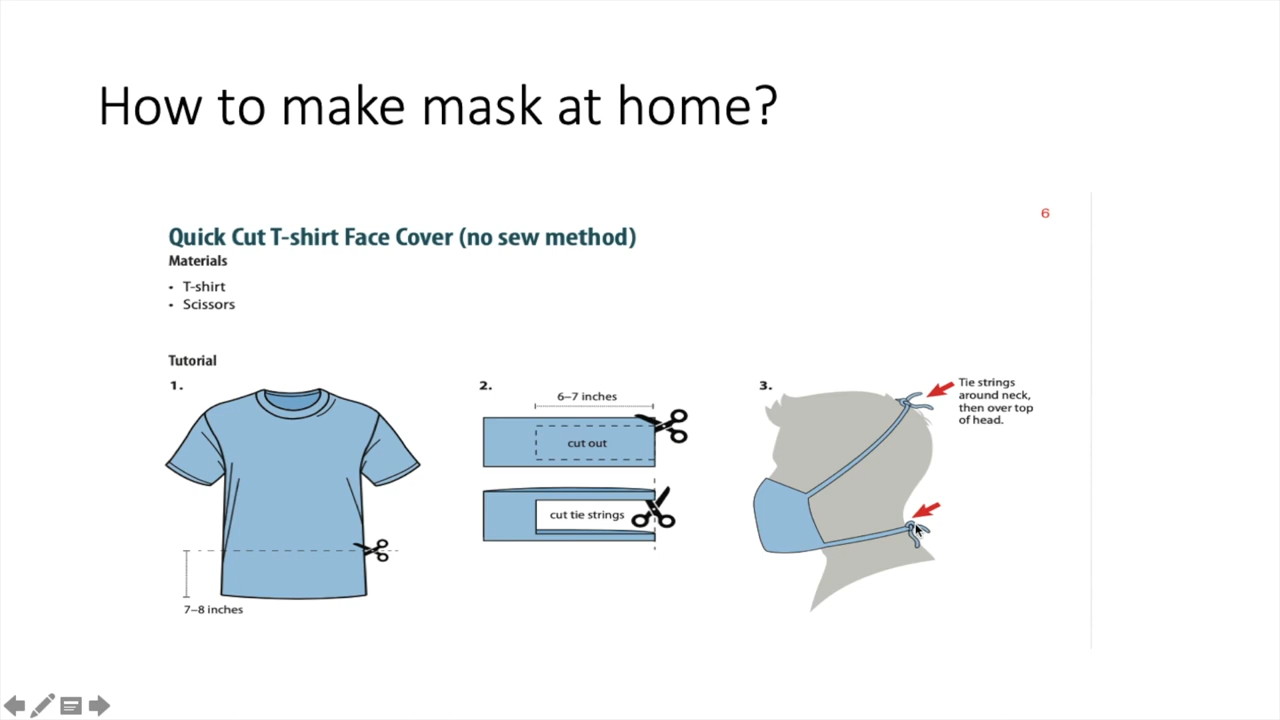 How to make mask at home?
6
Quick Cut T-shirt Face Cover (no sew method)
Materials
• T-shirt
• Scissors
Tutorial
1.
7–8 inches
2.
6–7 inches
cut out
cut tie strings
3.
Tie strings
around neck,
then over top
of head.